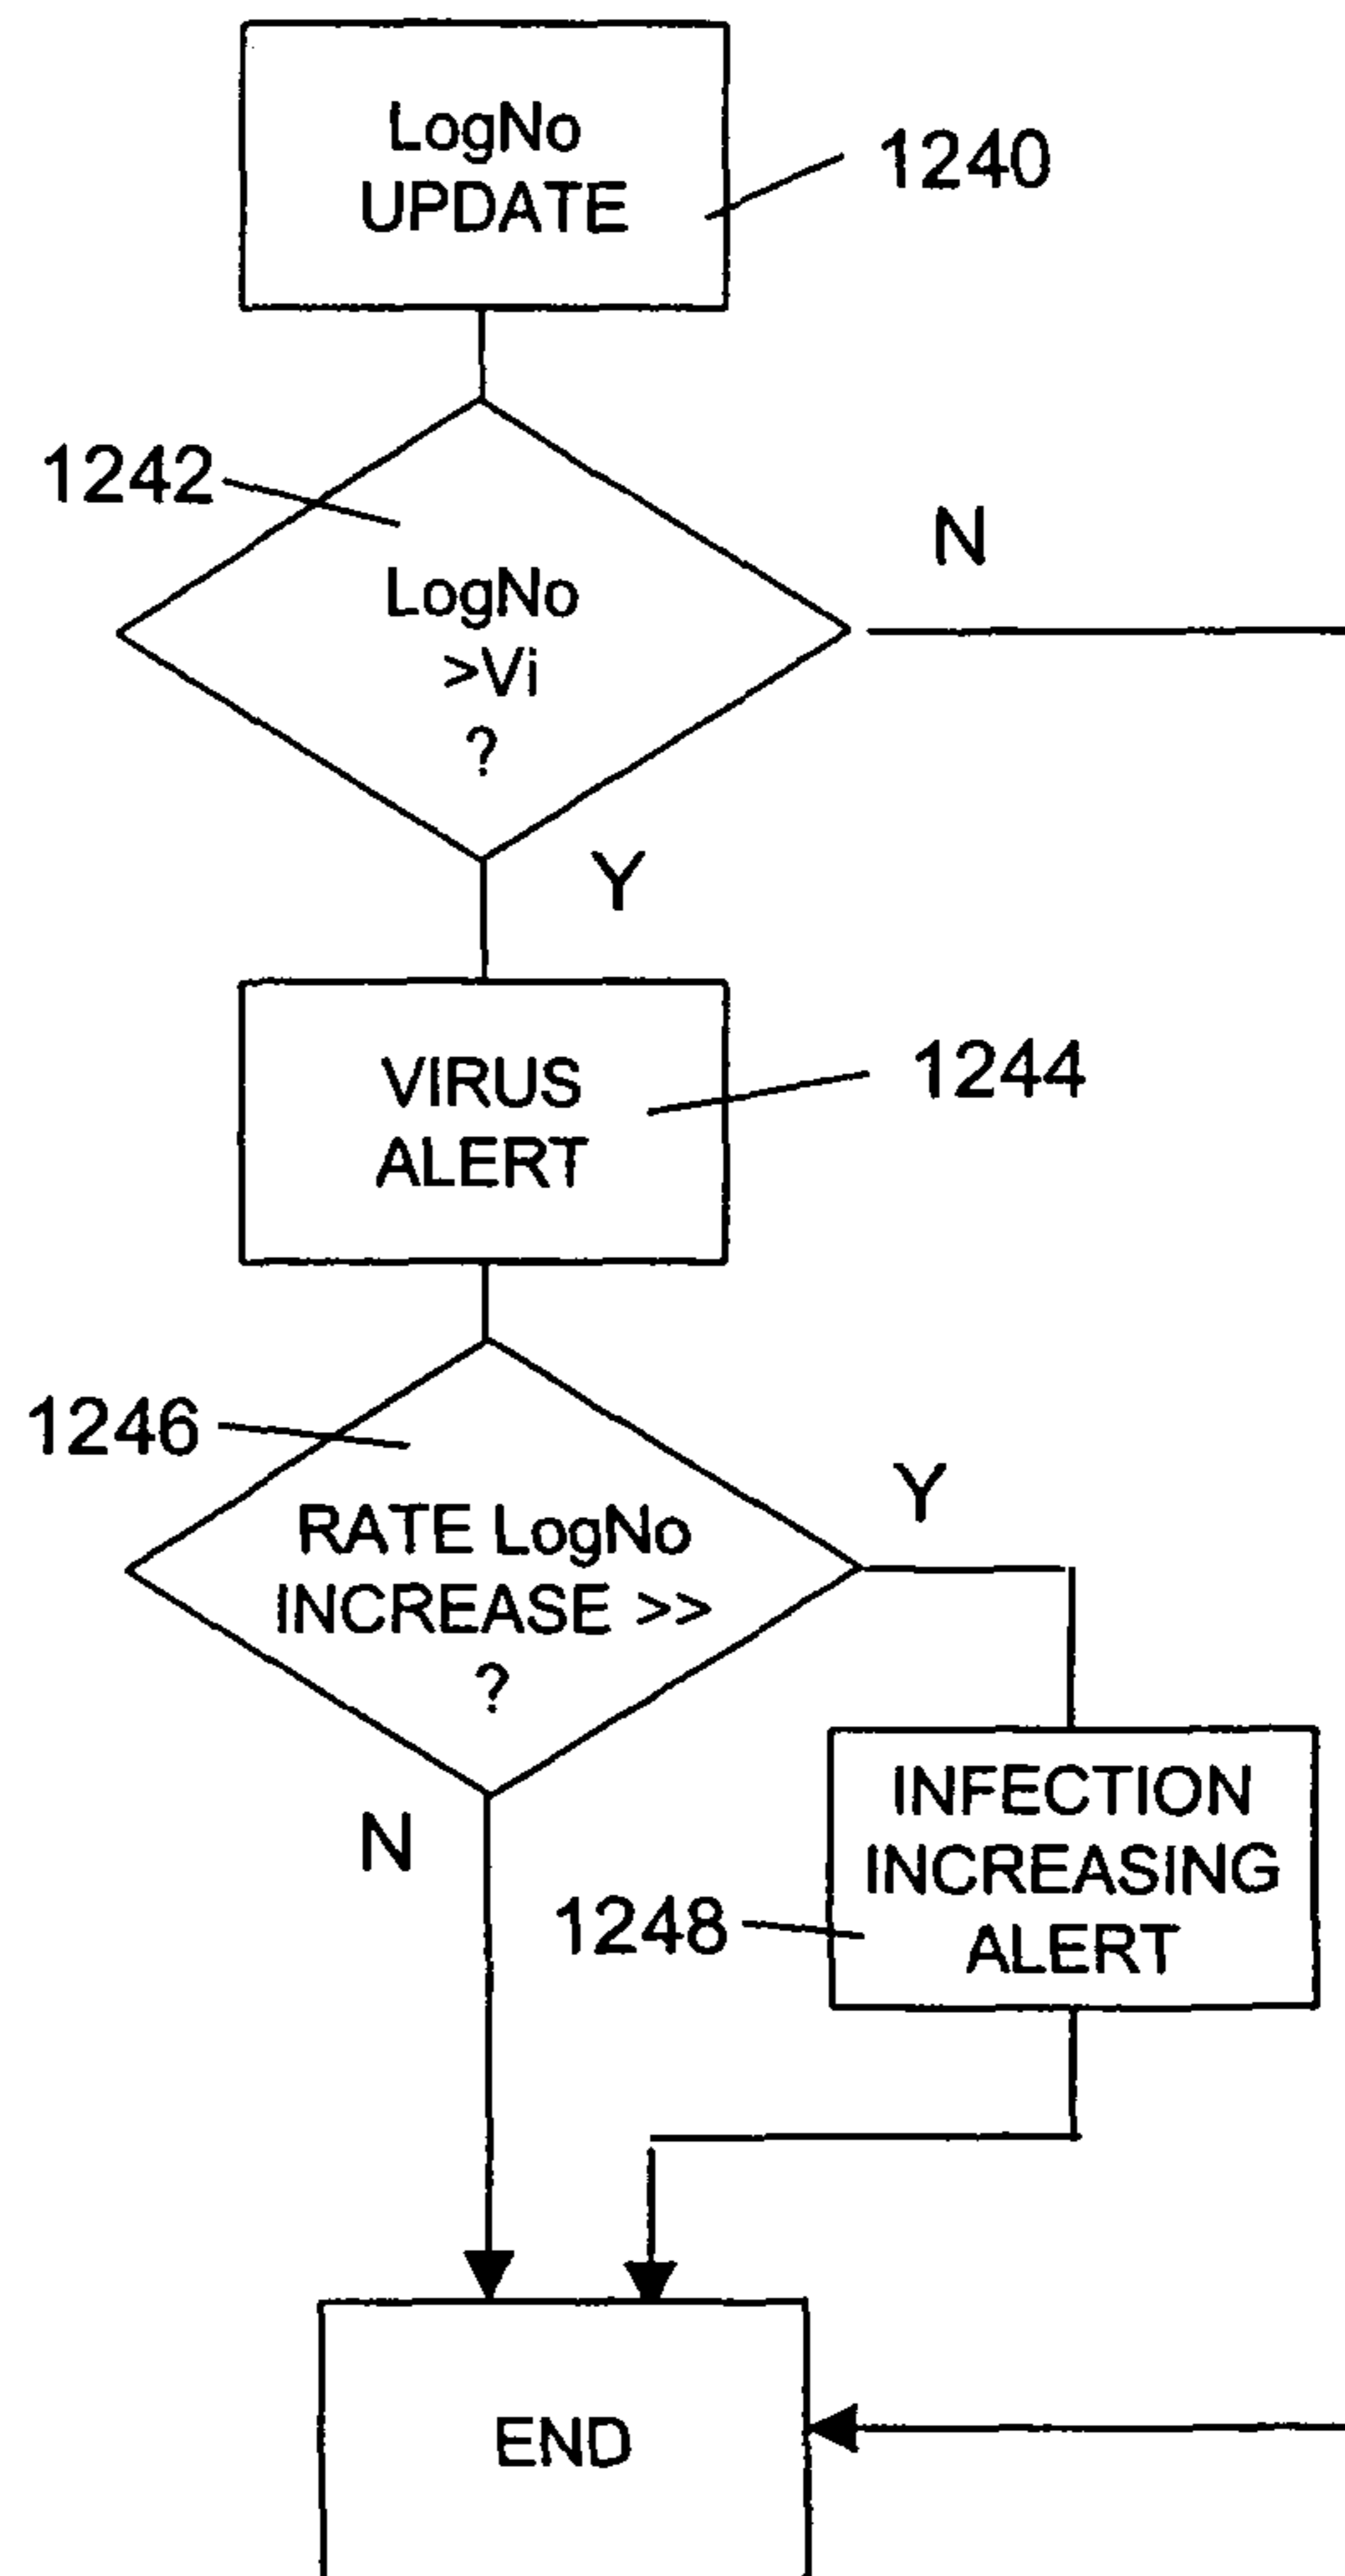 LogNo
UPDATE
1240
1242
N
LogNo
>Vi
?
Y
VIRUS
ALERT
1244
1246
Y
RATE LogNo
INCREASE >>
?
N
INFECTION
INCREASING
ALERT
1248
END